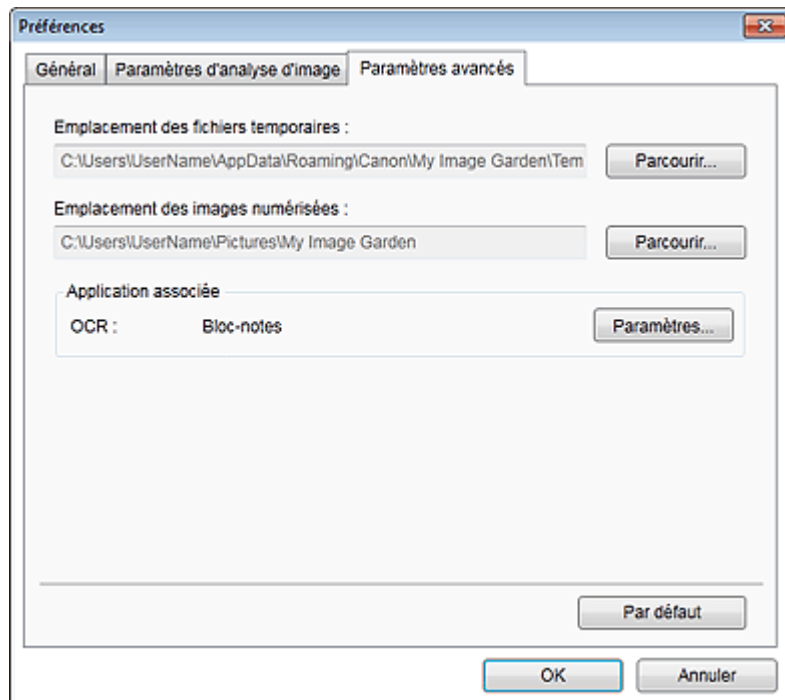 Préférences
Général Paramètres d'analyse d'image Paramètres avancés
Emplacement des fichiers temporaires :
C:\Users\UserName\AppData\Roaming\Canon\My Image Garden\Tem Parcourir...
Emplacement des images numérisées :
C:\Users\UserName\Pictures\My Image Garden Parcourir...
Application associée
OCR : Bloc-notes Paramètres...
Par défaut
OK Annuler